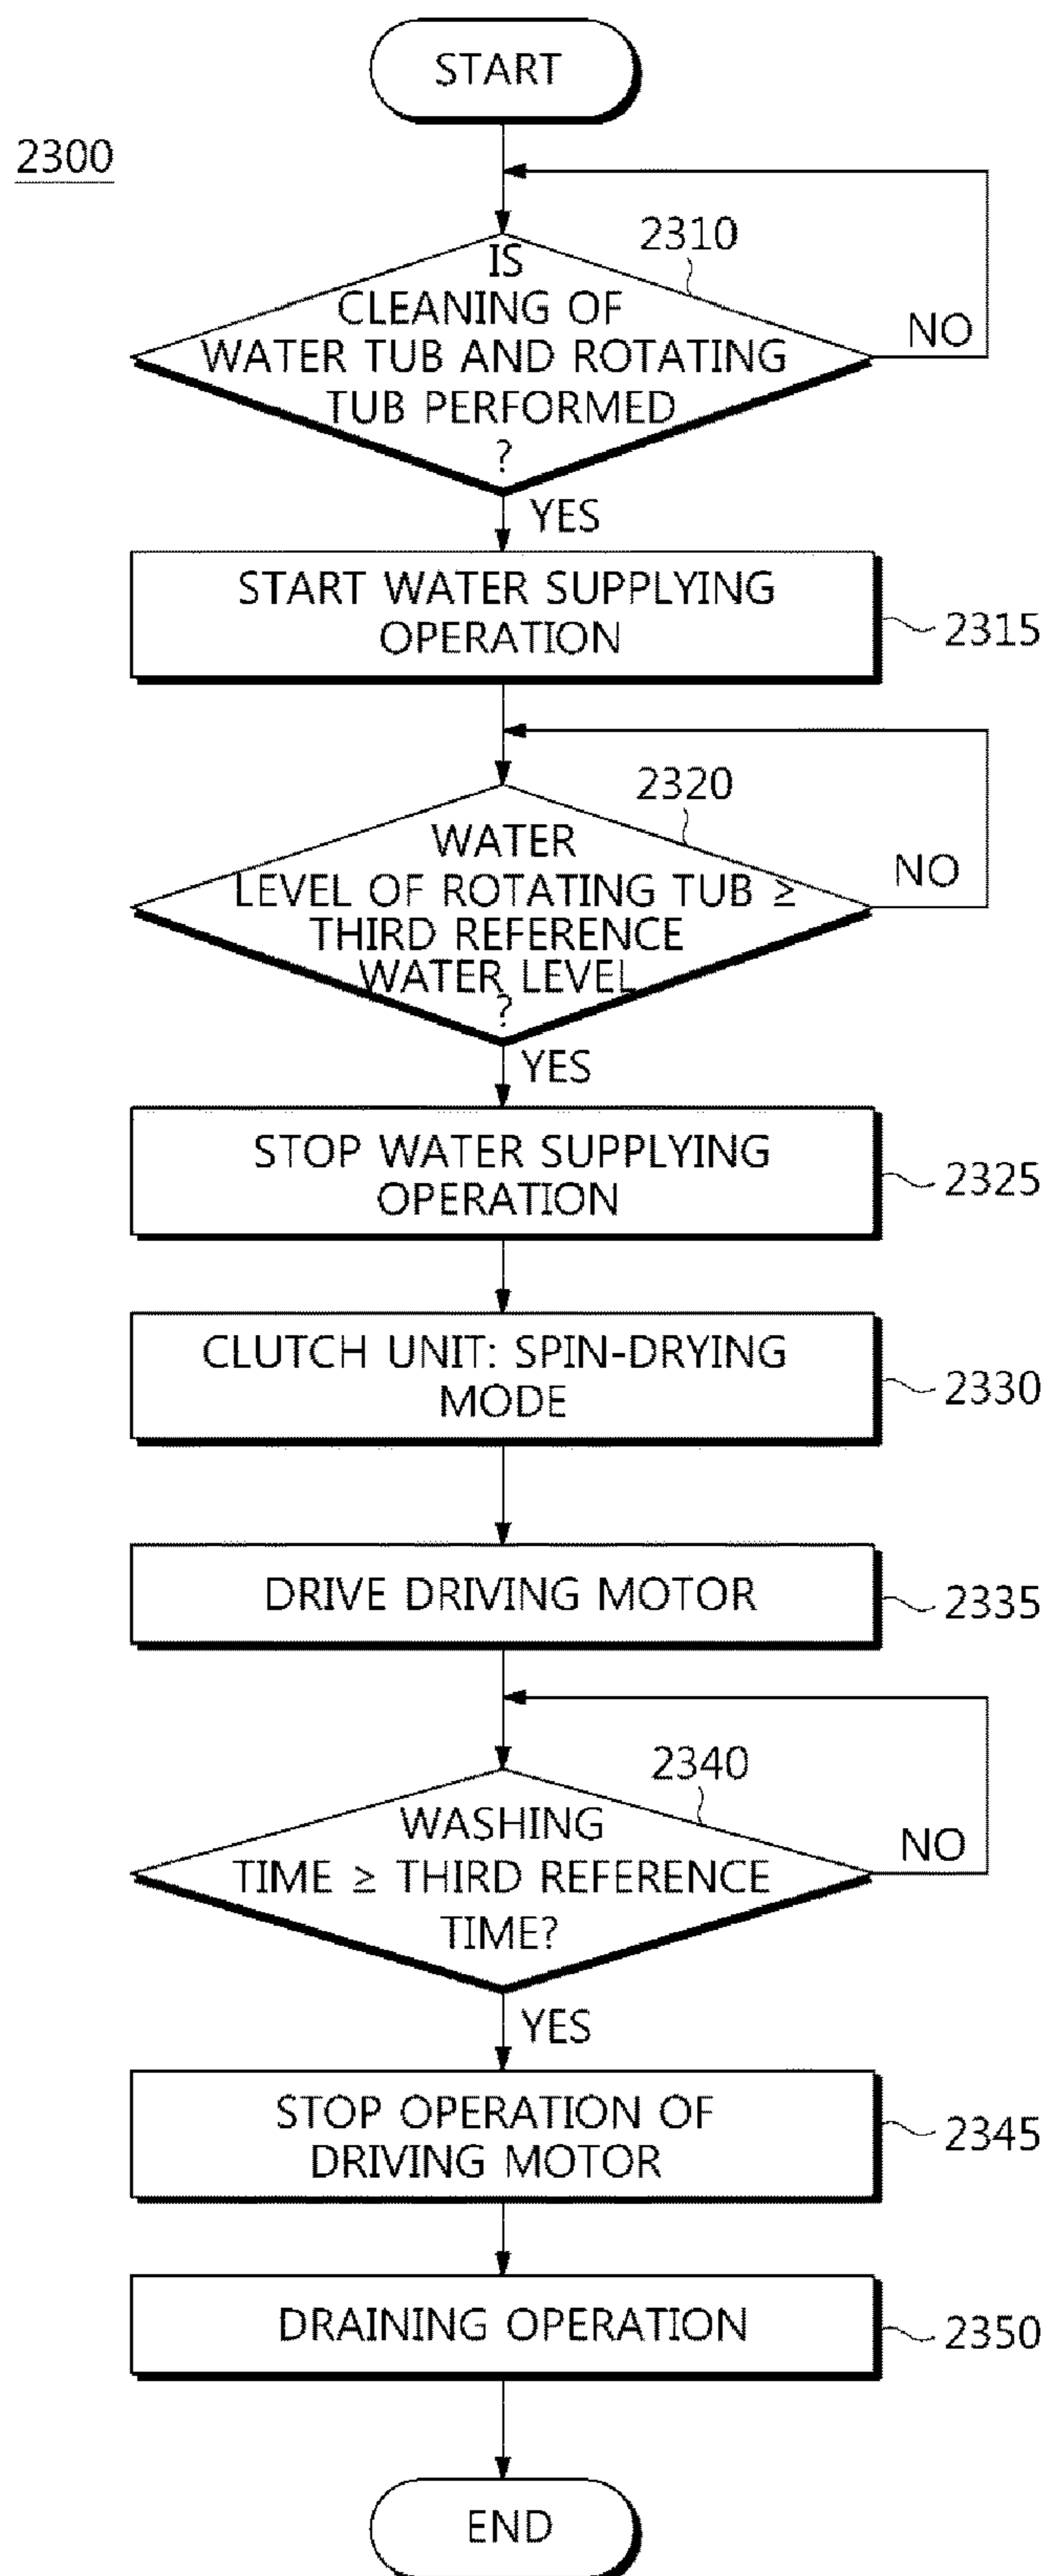 START
2300
2310
IS
CLEANING OF
WATER TUB AND ROTATING
TUB PERFORMED
?
NO
YES
START WATER SUPPLYING
OPERATION
2315
2320
WATER
LEVEL OF ROTATING TUB ≥
THIRD REFERENCE
WATER LEVEL
?
NO
YES
STOP WATER SUPPLYING
OPERATION
2325
CLUTCH UNIT: SPIN-DRYING
MODE
2330
DRIVE DRIVING MOTOR
2335
2340
WASHING
TIME ≥ THIRD REFERENCE
TIME?
NO
YES
STOP OPERATION OF
DRIVING MOTOR
2345
DRAINING OPERATION
2350
END